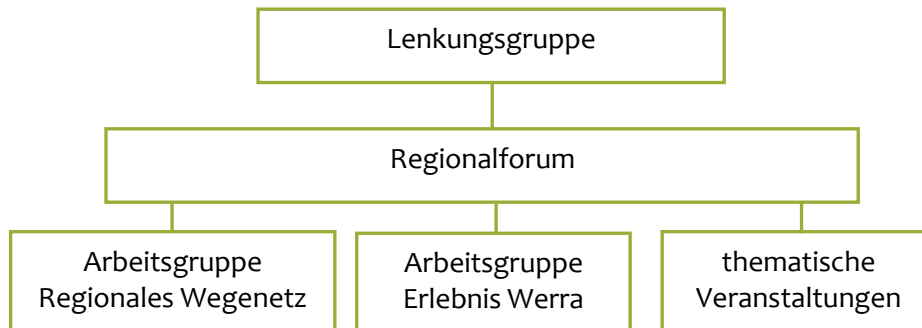 Lenkungsgruppe
Regionalforum
Arbeitsgruppe
Regionales Wegenetz
Arbeitsgruppe
Erlebnis Werra
thematische
Veranstaltungen